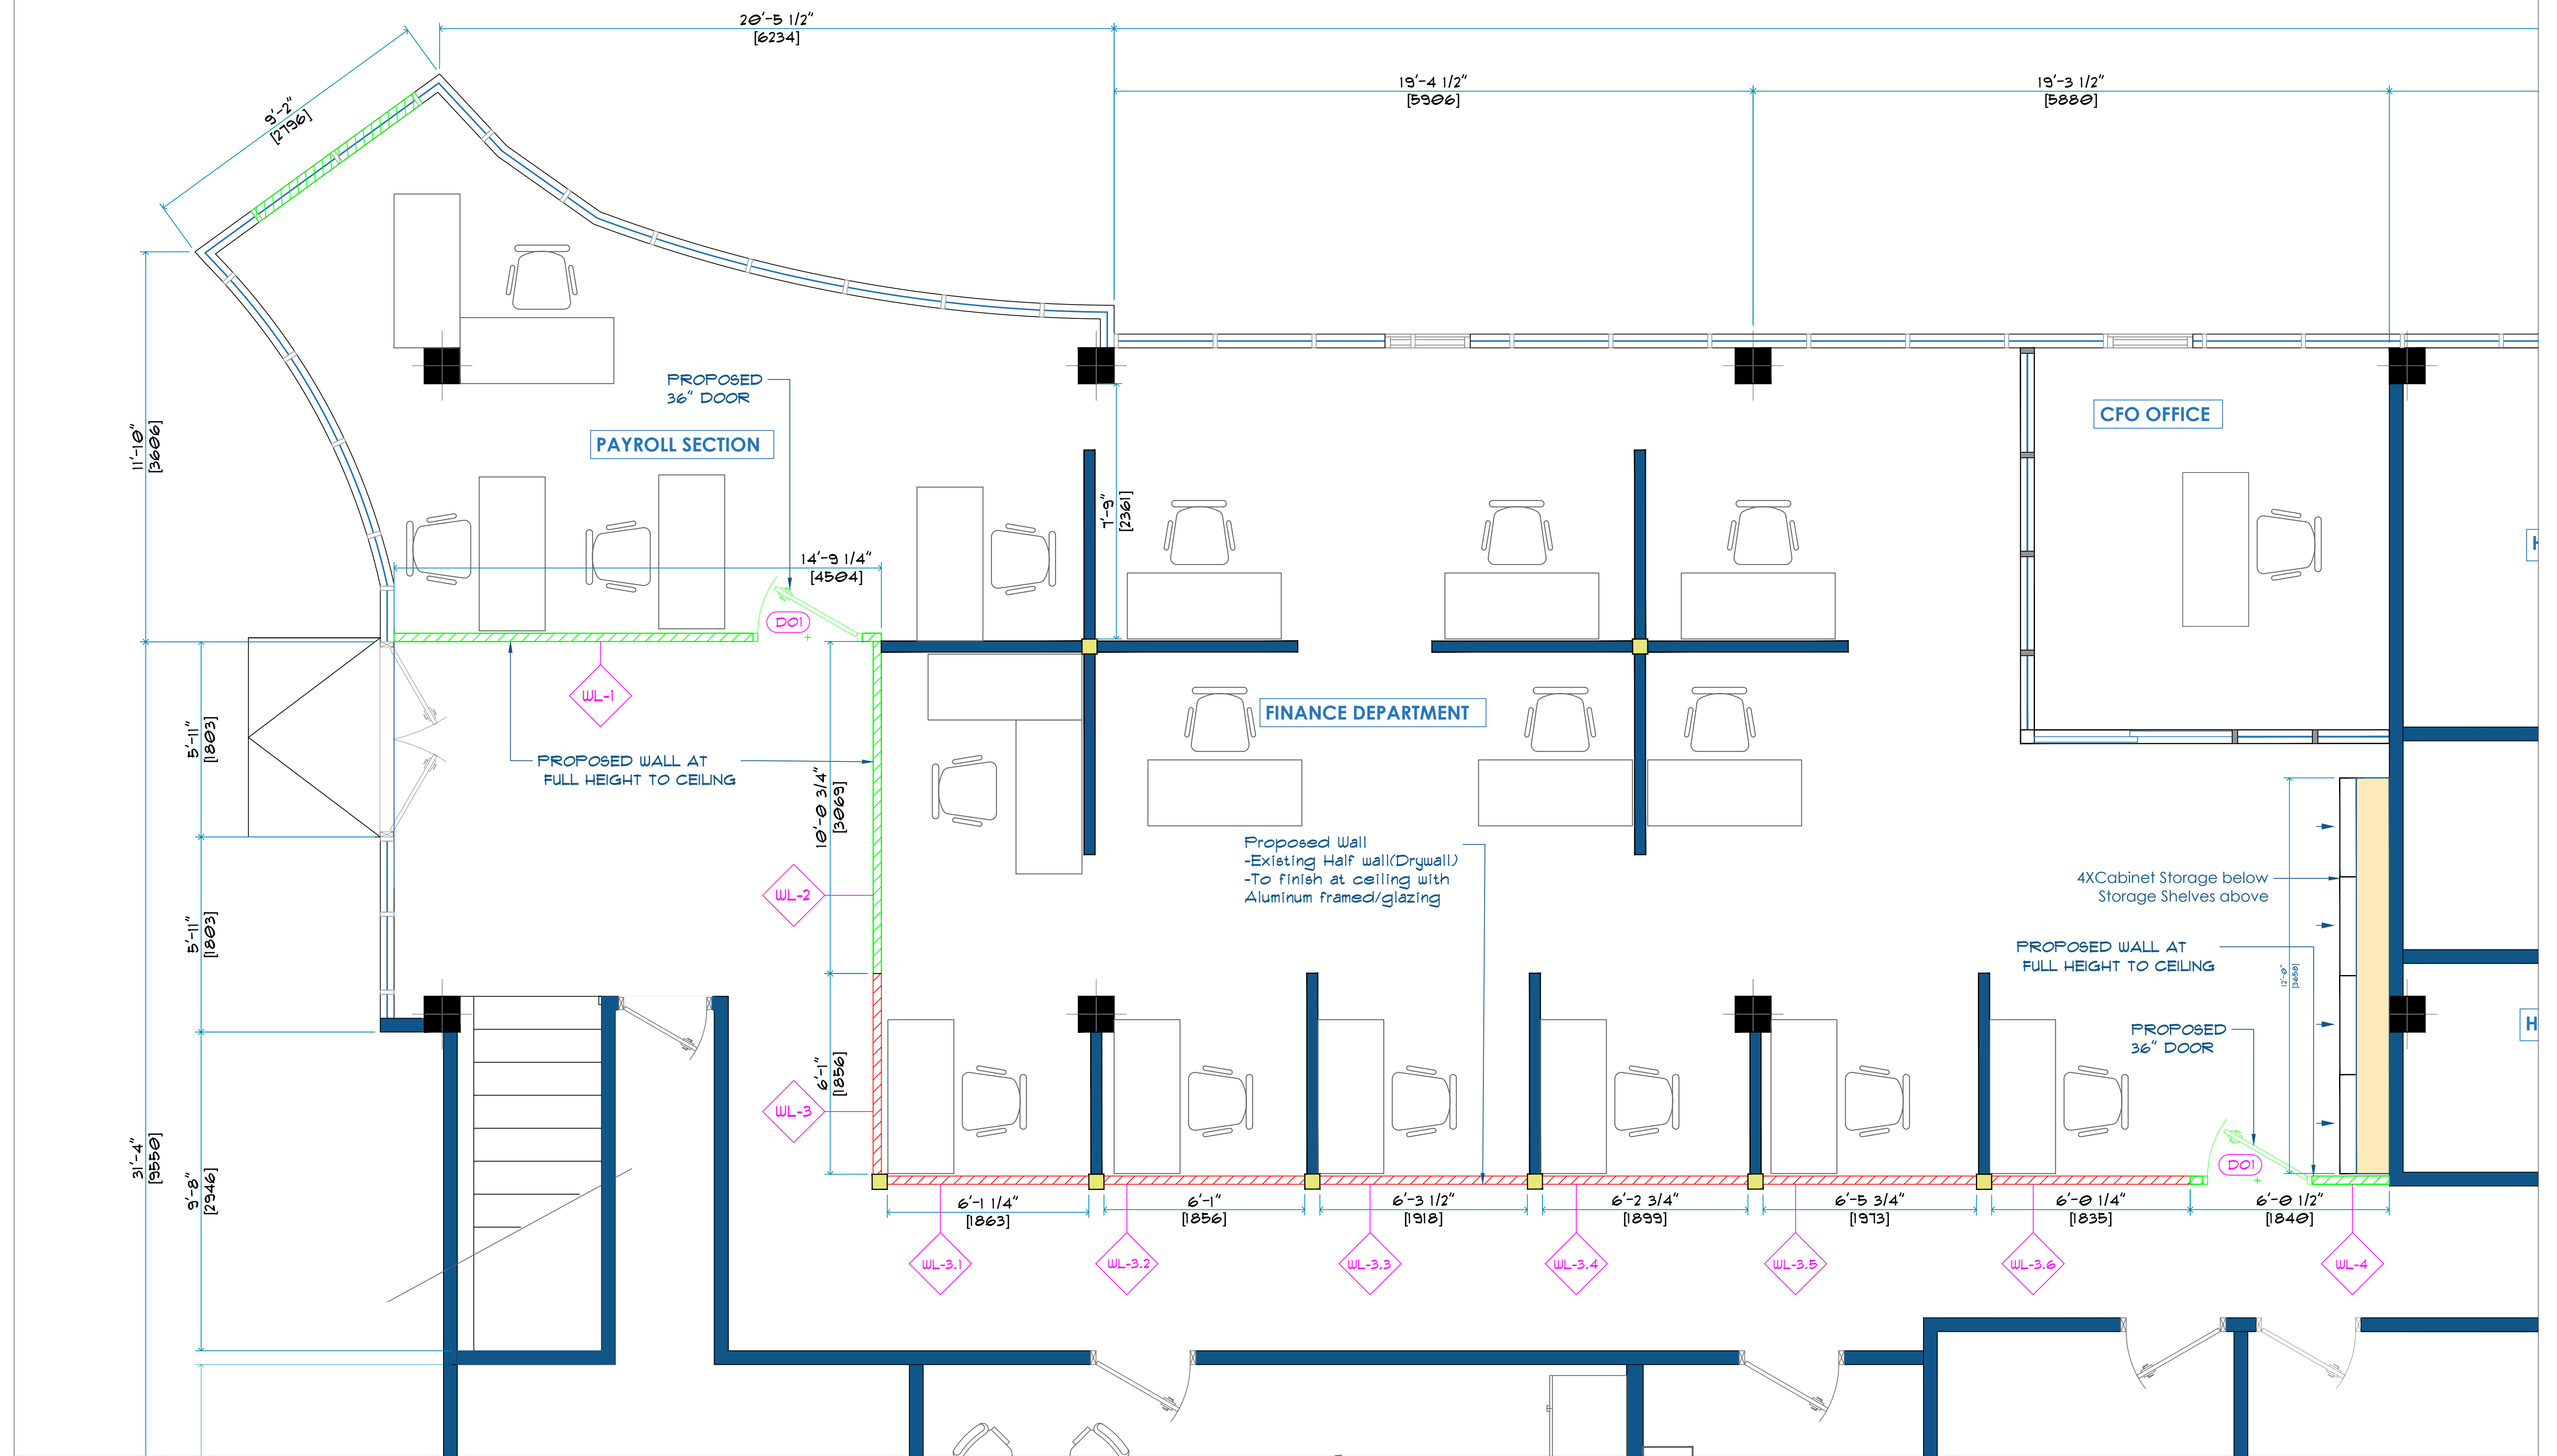 20'-5 1/2"
[6234]
9'-2"
[2796]
19'-4 1/2"
[5906]
19'-3 1/2"
[5880]
PROPOSED
36" DOOR
PAYROLL SECTION
CFO OFFICE
11'-10"
[3606]
7'-9"
[2361]
14'-9 1/4"
[4504]
D01
WL-1
FINANCE DEPARTMENT
5'-11"
[1803]
PROPOSED WALL AT
FULL HEIGHT TO CEILING
10'-0 3/4"
[3069]
Proposed Wall
-Existing Half wall(Drywall)
-To finish at ceiling with
Aluminum framed/glazing
WL-2
4XCabinet Storage below
Storage Shelves above
5'-11"
[1803]
PROPOSED WALL AT
FULL HEIGHT TO CEILING
12'-0"
[3658]
PROPOSED
36" DOOR
H
WL-3
6'-1"
[1856]
31'-4"
[9550]
9'-8"
[2946]
D01
6'-1 1/4"
[1863]
6'-1"
[1856]
6'-3 1/2"
[1918]
6'-2 3/4"
[1899]
6'-5 3/4"
[1973]
6'-0 1/4"
[1835]
6'-0 1/2"
[1840]
WL-3.1
WL-3.2
WL-3.3
WL-3.4
WL-3.5
WL-3.6
WL-4